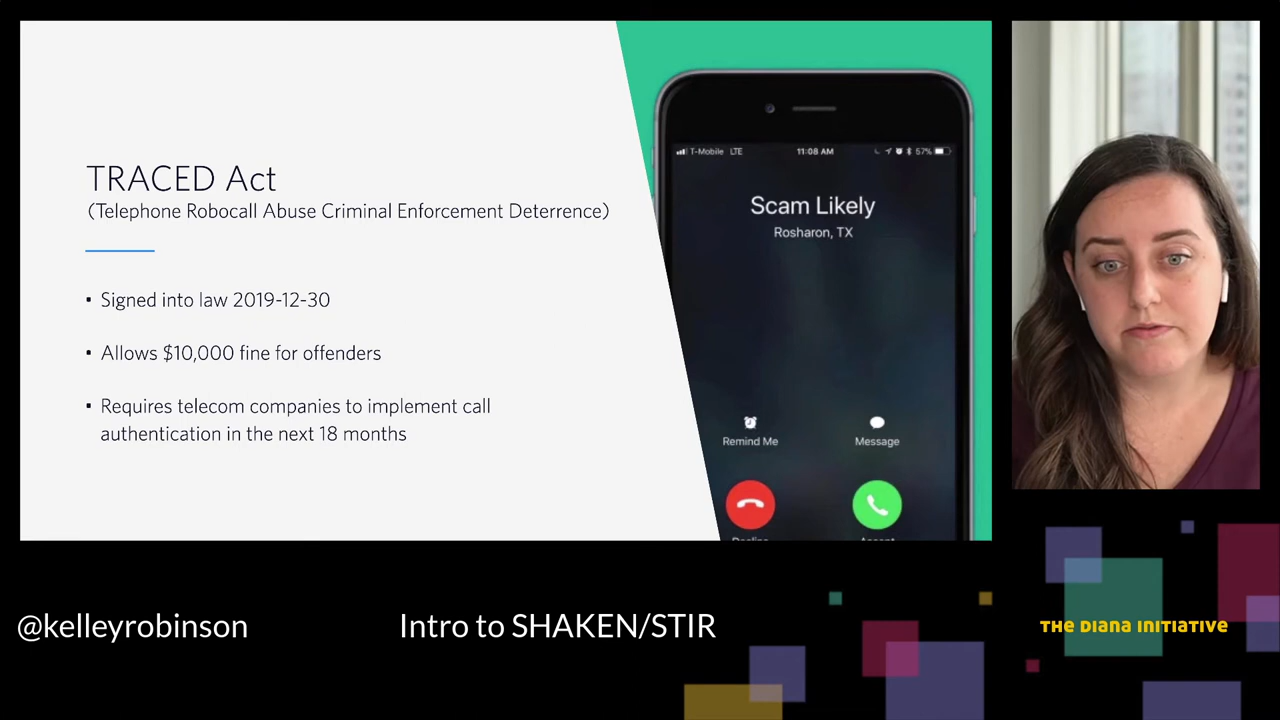 TRACED Act
(Telephone Robocall Abuse Criminal Enforcement Deterrence)
▪ Signed into law 2019-12-30
▪ Allows $10,000 fine for offenders
▪ Requires telecom companies to implement call
authentication in the next 18 months
T-Mobile LTE
11:08 AM
57%
Scam Likely
Rosharon, TX
Remind Me
Message
@kelleyrobinson
Intro to SHAKEN/STIR
THE DIANA INITIATIVE